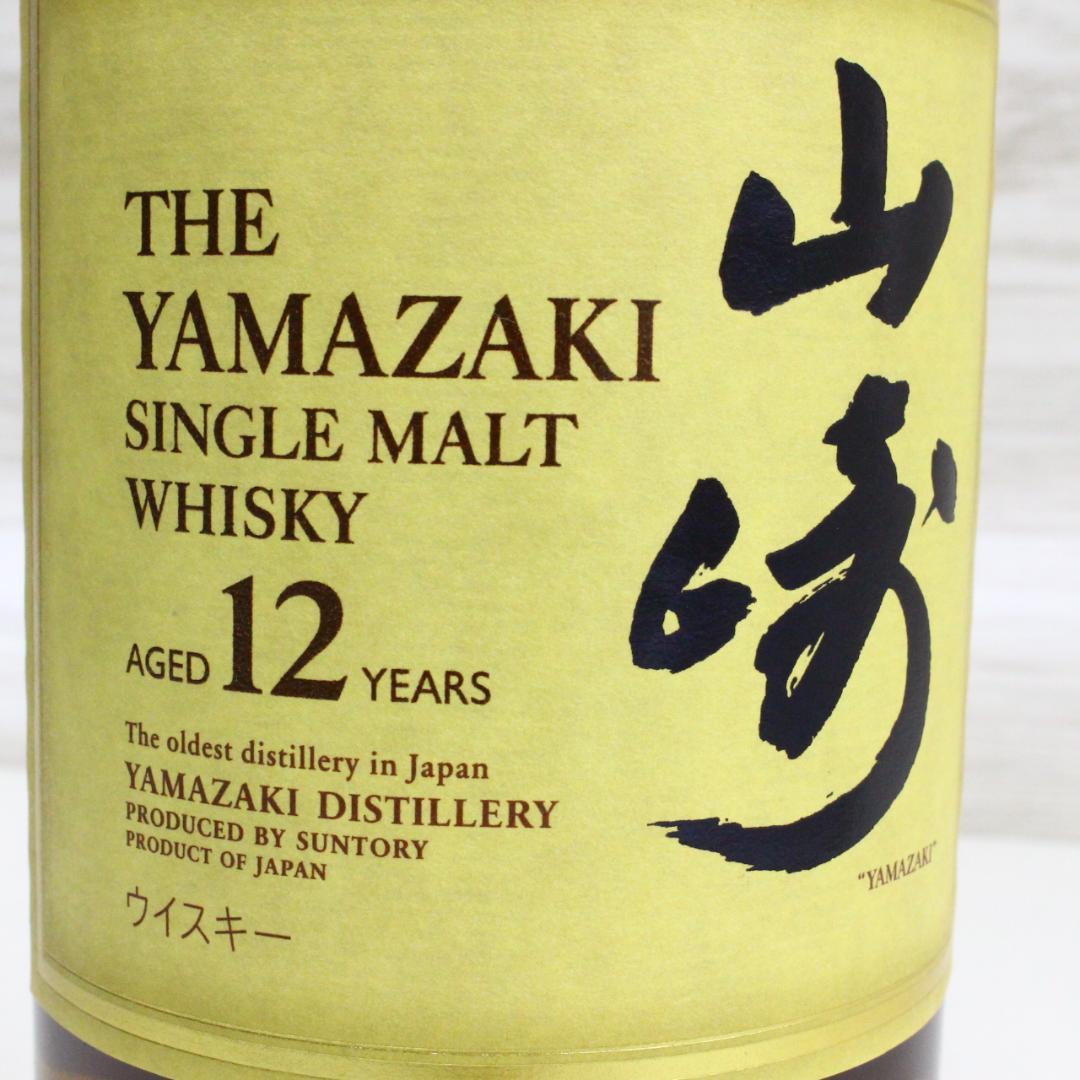 THE
YAMAZAKI
SINGLE MALT
WHISKY
AGED 12 YEARS
The oldest distillery in Japan
YAMAZAKI DISTILLERY
PRODUCED BY SUNTORY
PRODUCT OF JAPAN
ウイスキー
山崎
"YAMAZAKI"